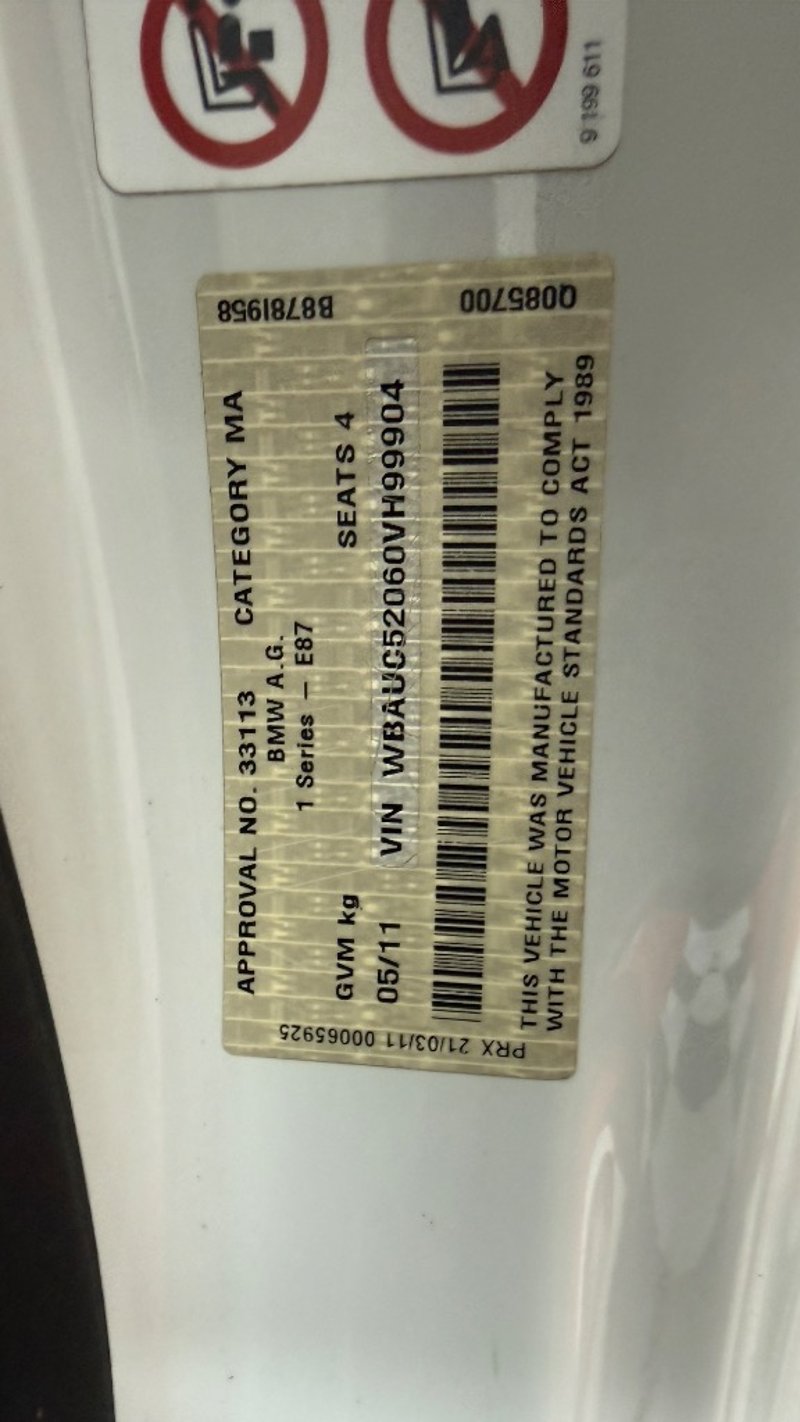 9 199 611
B8781958
Q085700
APPROVAL NO. 33113 CATEGORY MA
BMW A.G.
1 Series – E87
GVM kg SEATS 4
05/11 VIN WBAUC52060VH99904
THIS VEHICLE WAS MANUFACTURED TO COMPLY
WITH THE MOTOR VEHICLE STANDARDS ACT 1989
PRX 21/03/11 00065925